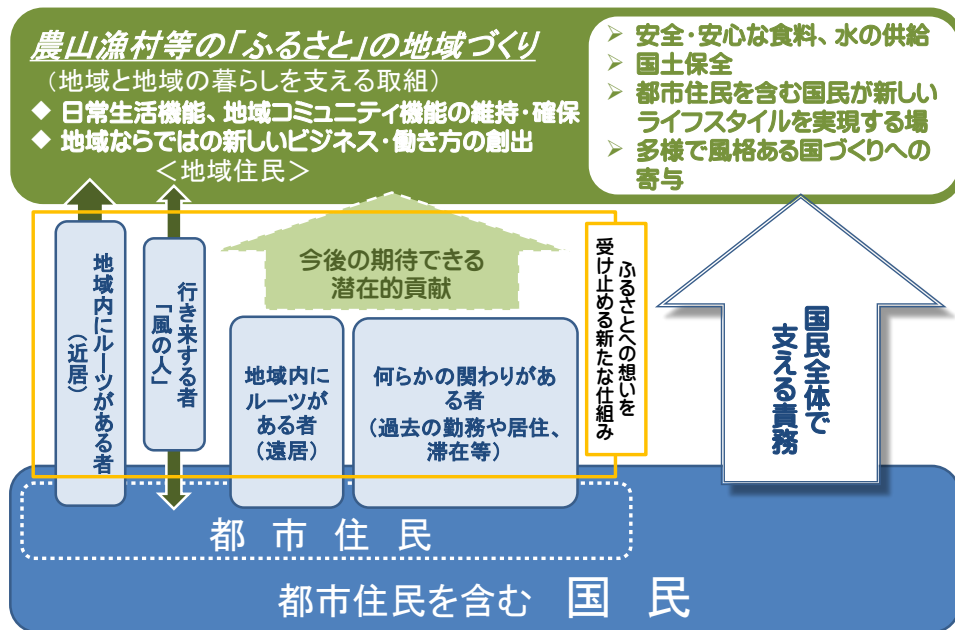 農山漁村等の「ふるさと」の地域づくり
（地域と地域の暮らしを支える取組）
◆ 日常生活機能、地域コミュニティ機能の維持・確保
◆ 地域ならではの新しいビジネス・働き方の創出
＜地域住民＞
➢ 安全・安心な食料、水の供給
➢ 国土保全
➢ 都市住民を含む国民が新しい
ライフスタイルを実現する場
➢ 多様で風格ある国づくりへの
寄与
地域内にルーツがある者
（近居）
行き来する者
「風の人」
今後の期待できる
潜在的貢献
地域内に
ルーツが
ある者
（遠居）
何らかの関わりがあ
る者
（過去の勤務や居住、
滞在等）
ふるさとへの想いを
受け止める新たな仕組み
国民全体で
支える責務
都 市 住 民
都市住民を含む 国 民